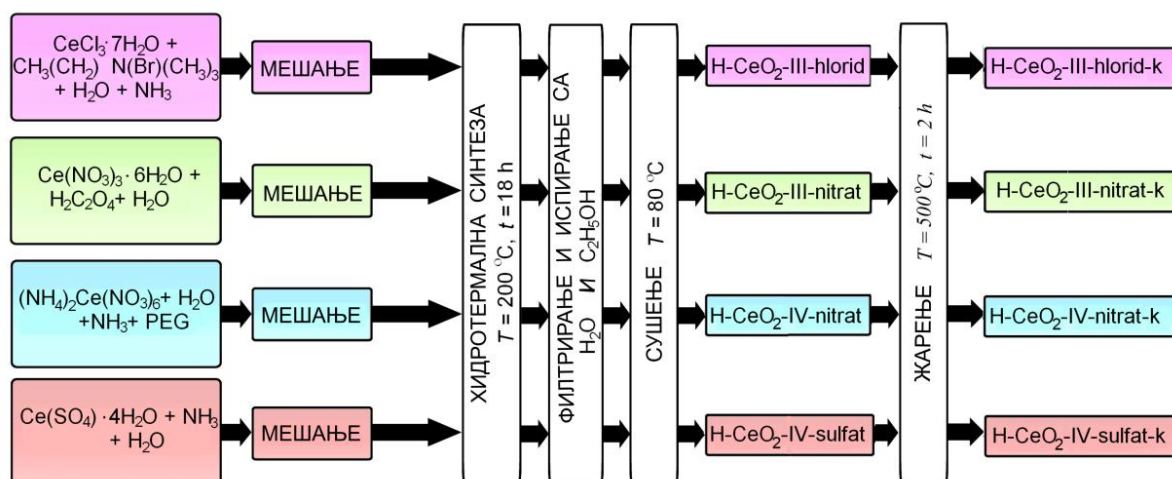 CeCl₃·7H₂O +
CH₃(CH₂) N(Br)(CH₃)₃
+ H₂O + NH₃
МЕШАЊЕ
Ce(NO₃)₃· 6H₂O +
H₂C₂O₄+ H₂O
МЕШАЊЕ
(NH₄)₂Ce(NO₃)₆+ H₂O
+NH₃+ PEG
МЕШАЊЕ
Ce(SO₄) ·4H₂O + NH₃
+ H₂O
МЕШАЊЕ
ХИДРОТЕРМАЛНА СИНТЕЗА
T = 200 °C, t = 18 h
ФИЛТРИРАЊЕ И ИСПИРАЊЕ СА
H₂O И C₂H₅OH
СУШЕЊЕ T = 80 °C
H-CeO₂-III-hlorid
H-CeO₂-III-nitrat
H-CeO₂-IV-nitrat
H-CeO₂-IV-sulfat
ЖАРЕЊЕ T = 500°C, t = 2 h
H-CeO₂-III-hlorid-k
H-CeO₂-III-nitrat-k
H-CeO₂-IV-nitrat-k
H-CeO₂-IV-sulfat-k